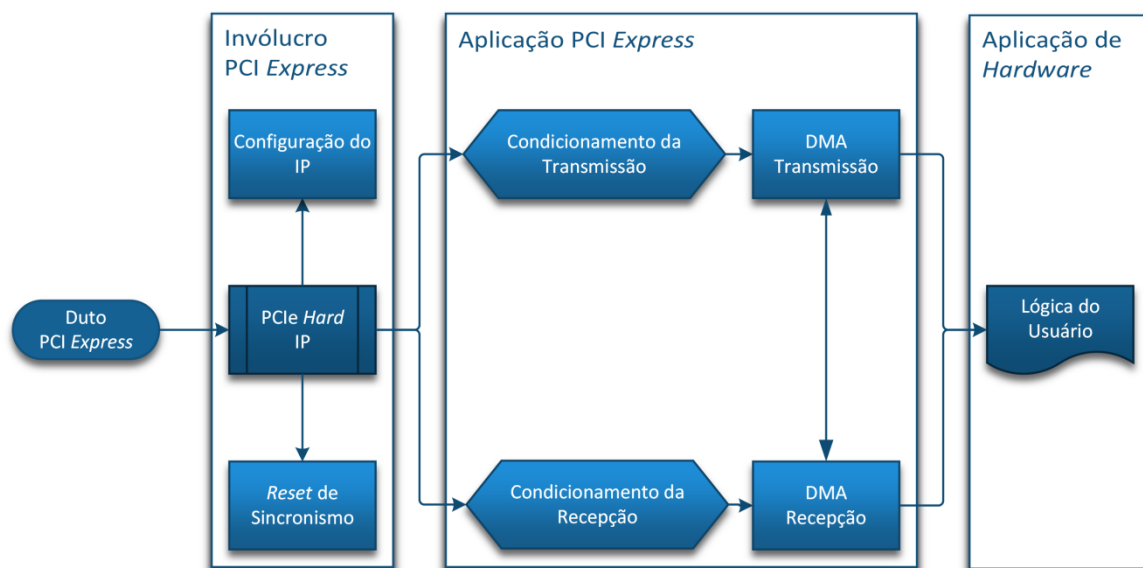 Invólucro
PCI Express
Configuração do
IP
PCIe Hard
IP
Reset de
Sincronismo
Duto
PCI Express
Aplicação PCI Express
Condicionamento da
Transmissão
DMA
Transmissão
Condicionamento da
Recepção
DMA
Recepção
Aplicação de
Hardware
Lógica do
Usuário